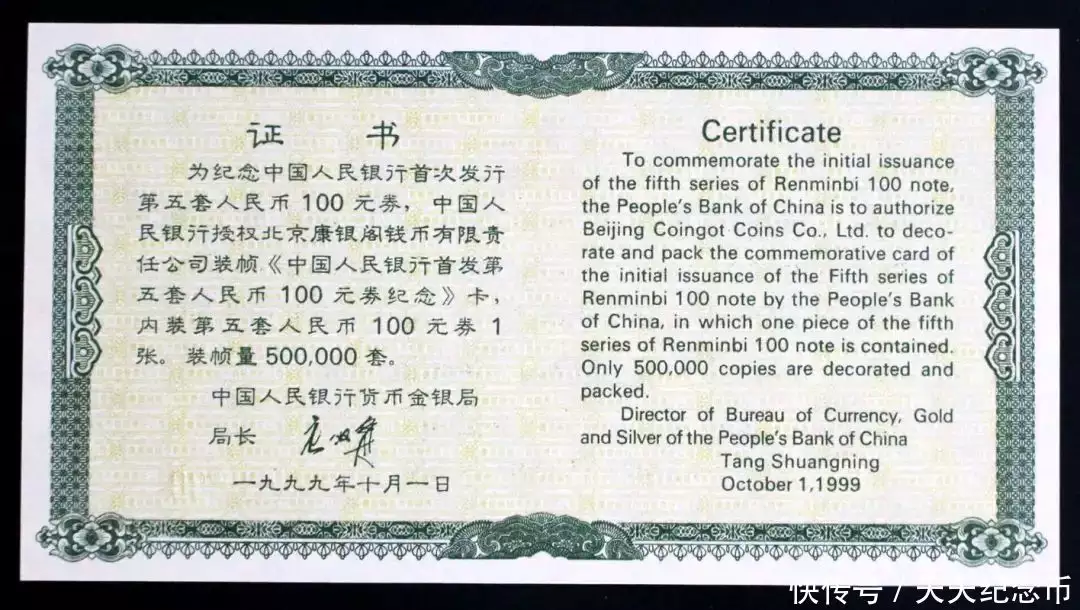 证 书
为纪念中国人民银行首次发行
第五套人民币 100 元券，中国人
民银行授权北京康银阁钱币有限责
任公司装帧《中国人民银行首发第
五套人民币 100 元券纪念》卡，
内装第五套人民币 100 元券 1
张。装帧量 500,000 套。
中国人民银行货币金银局
局长 唐双宁
一九九九年十月一日
Certificate
To commemorate the initial issuance
of the fifth series of Renminbi 100 note,
the People's Bank of China is to authorize
Beijing Coingot Coins Co., Ltd. to deco-
rate and pack the commemorative card of
the initial issuance of the Fifth series of
Renminbi 100 note by the People's Bank
of China, in which one piece of the fifth
series of Renminbi 100 note is contained.
Only 500,000 copies are decorated and
packed.
Director of Bureau of Currency, Gold
and Silver of the People's Bank of China
Tang Shuangning
October 1,1999
快传号 / 天天纪念币